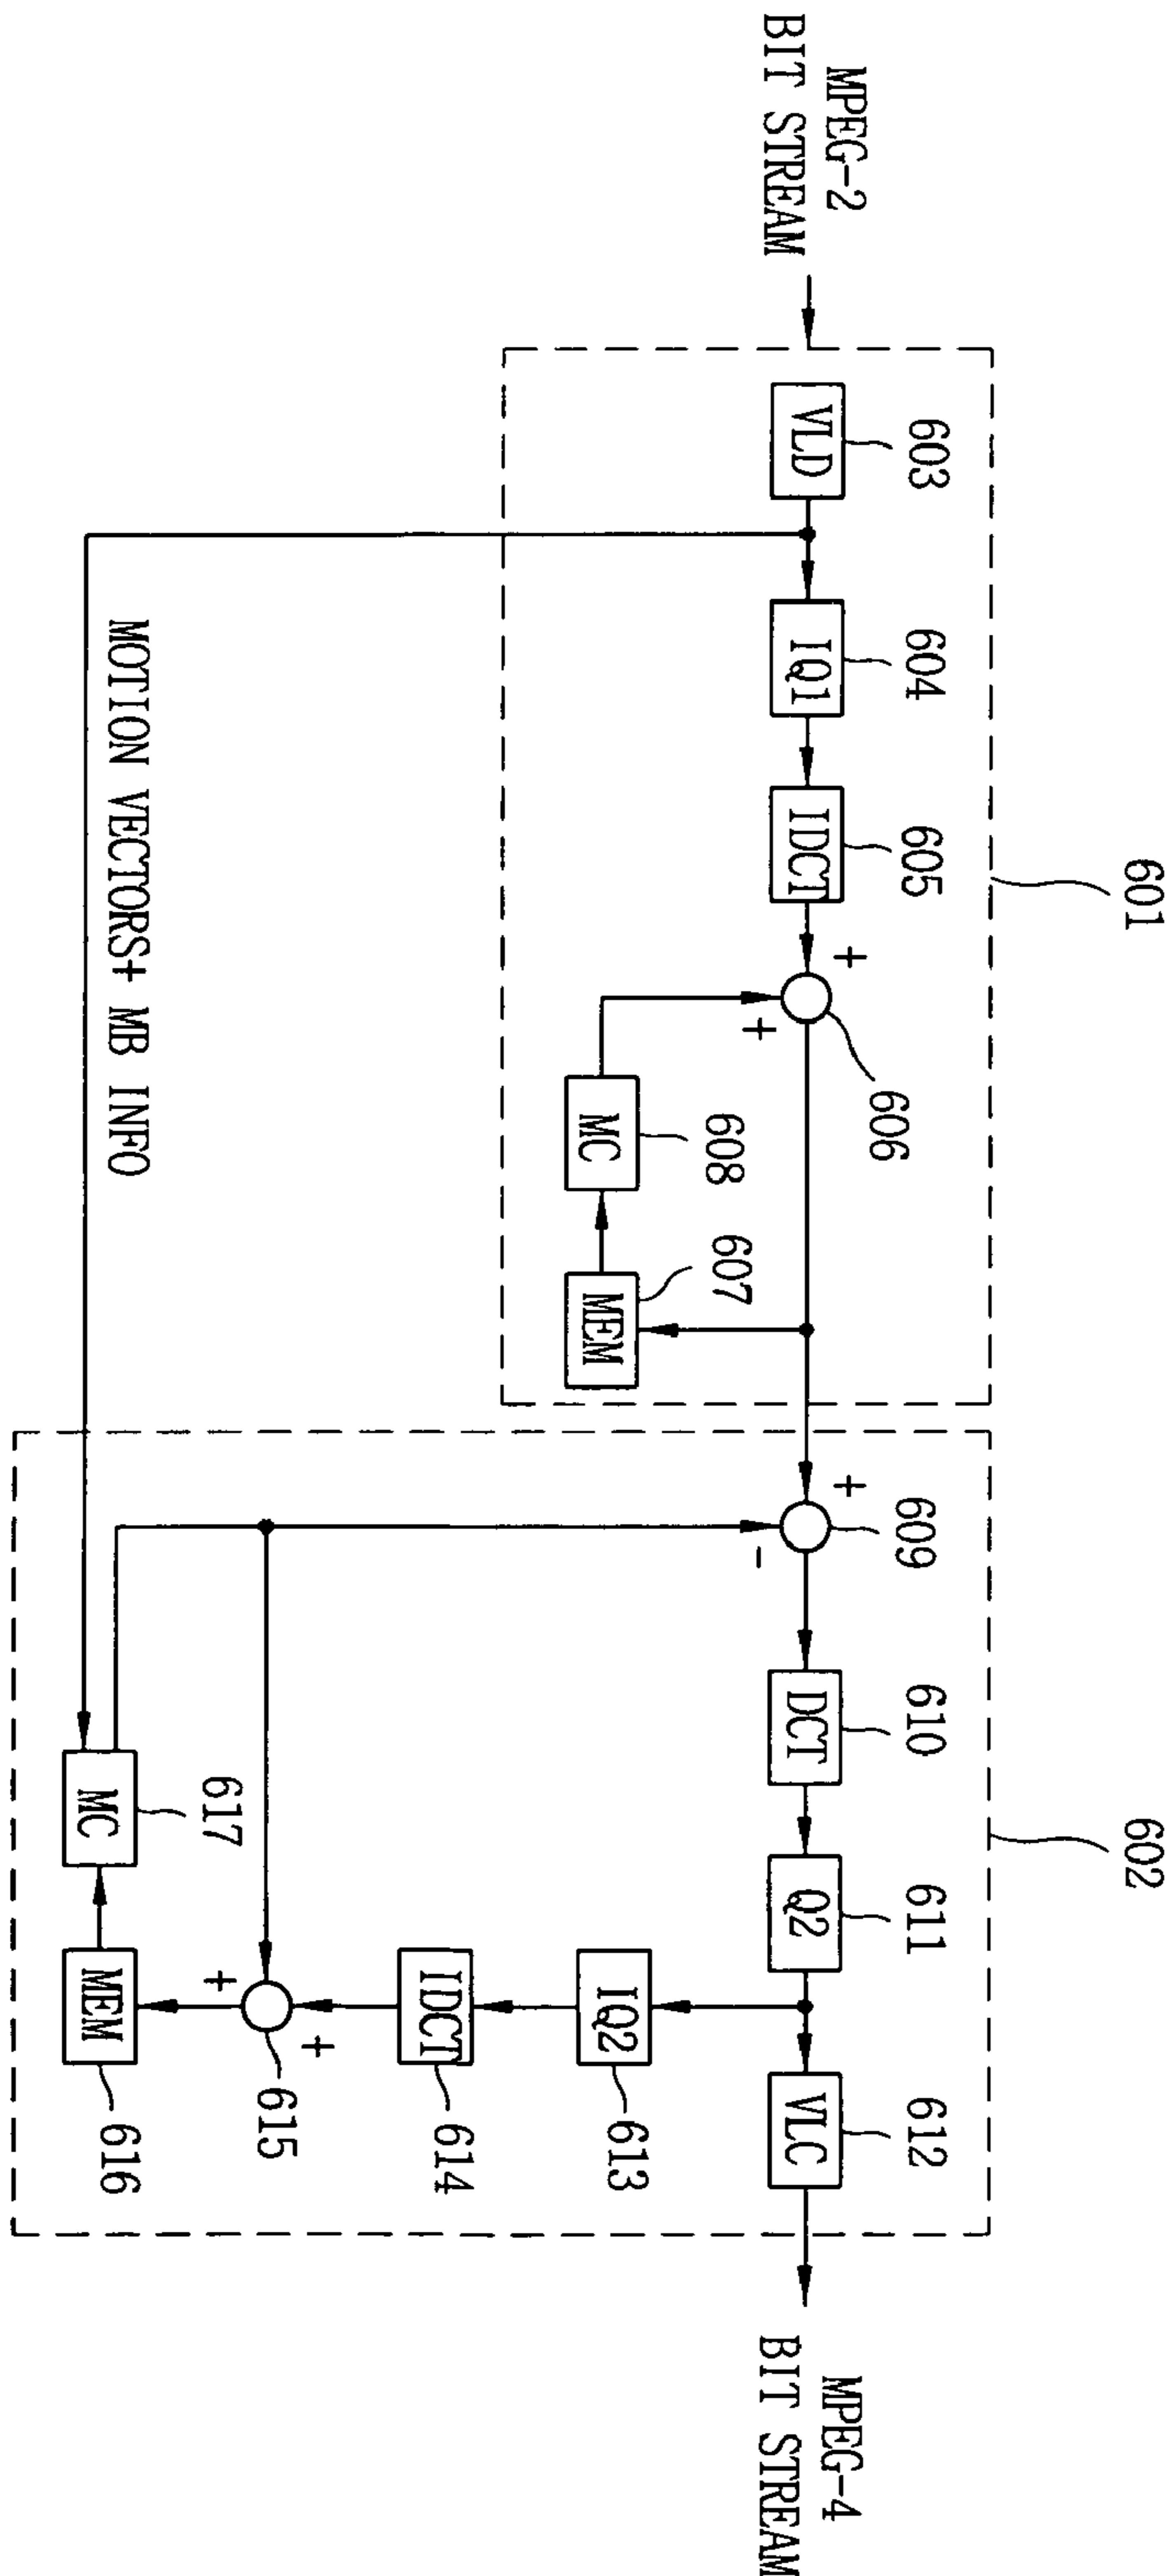 601
602
MPEG-2
BIT STREAM
603
604
605
606
609
610
611
612
VLD
IQ1
IDCT
+
+
+
-
DCT
Q2
VLC
MPEG-4
BIT STREAM
608
607
MC
MEM
IQ2
613
IDCT
614
+
+
615
617
MOTION VECTORS+ MB INFO
MC
MEM
616